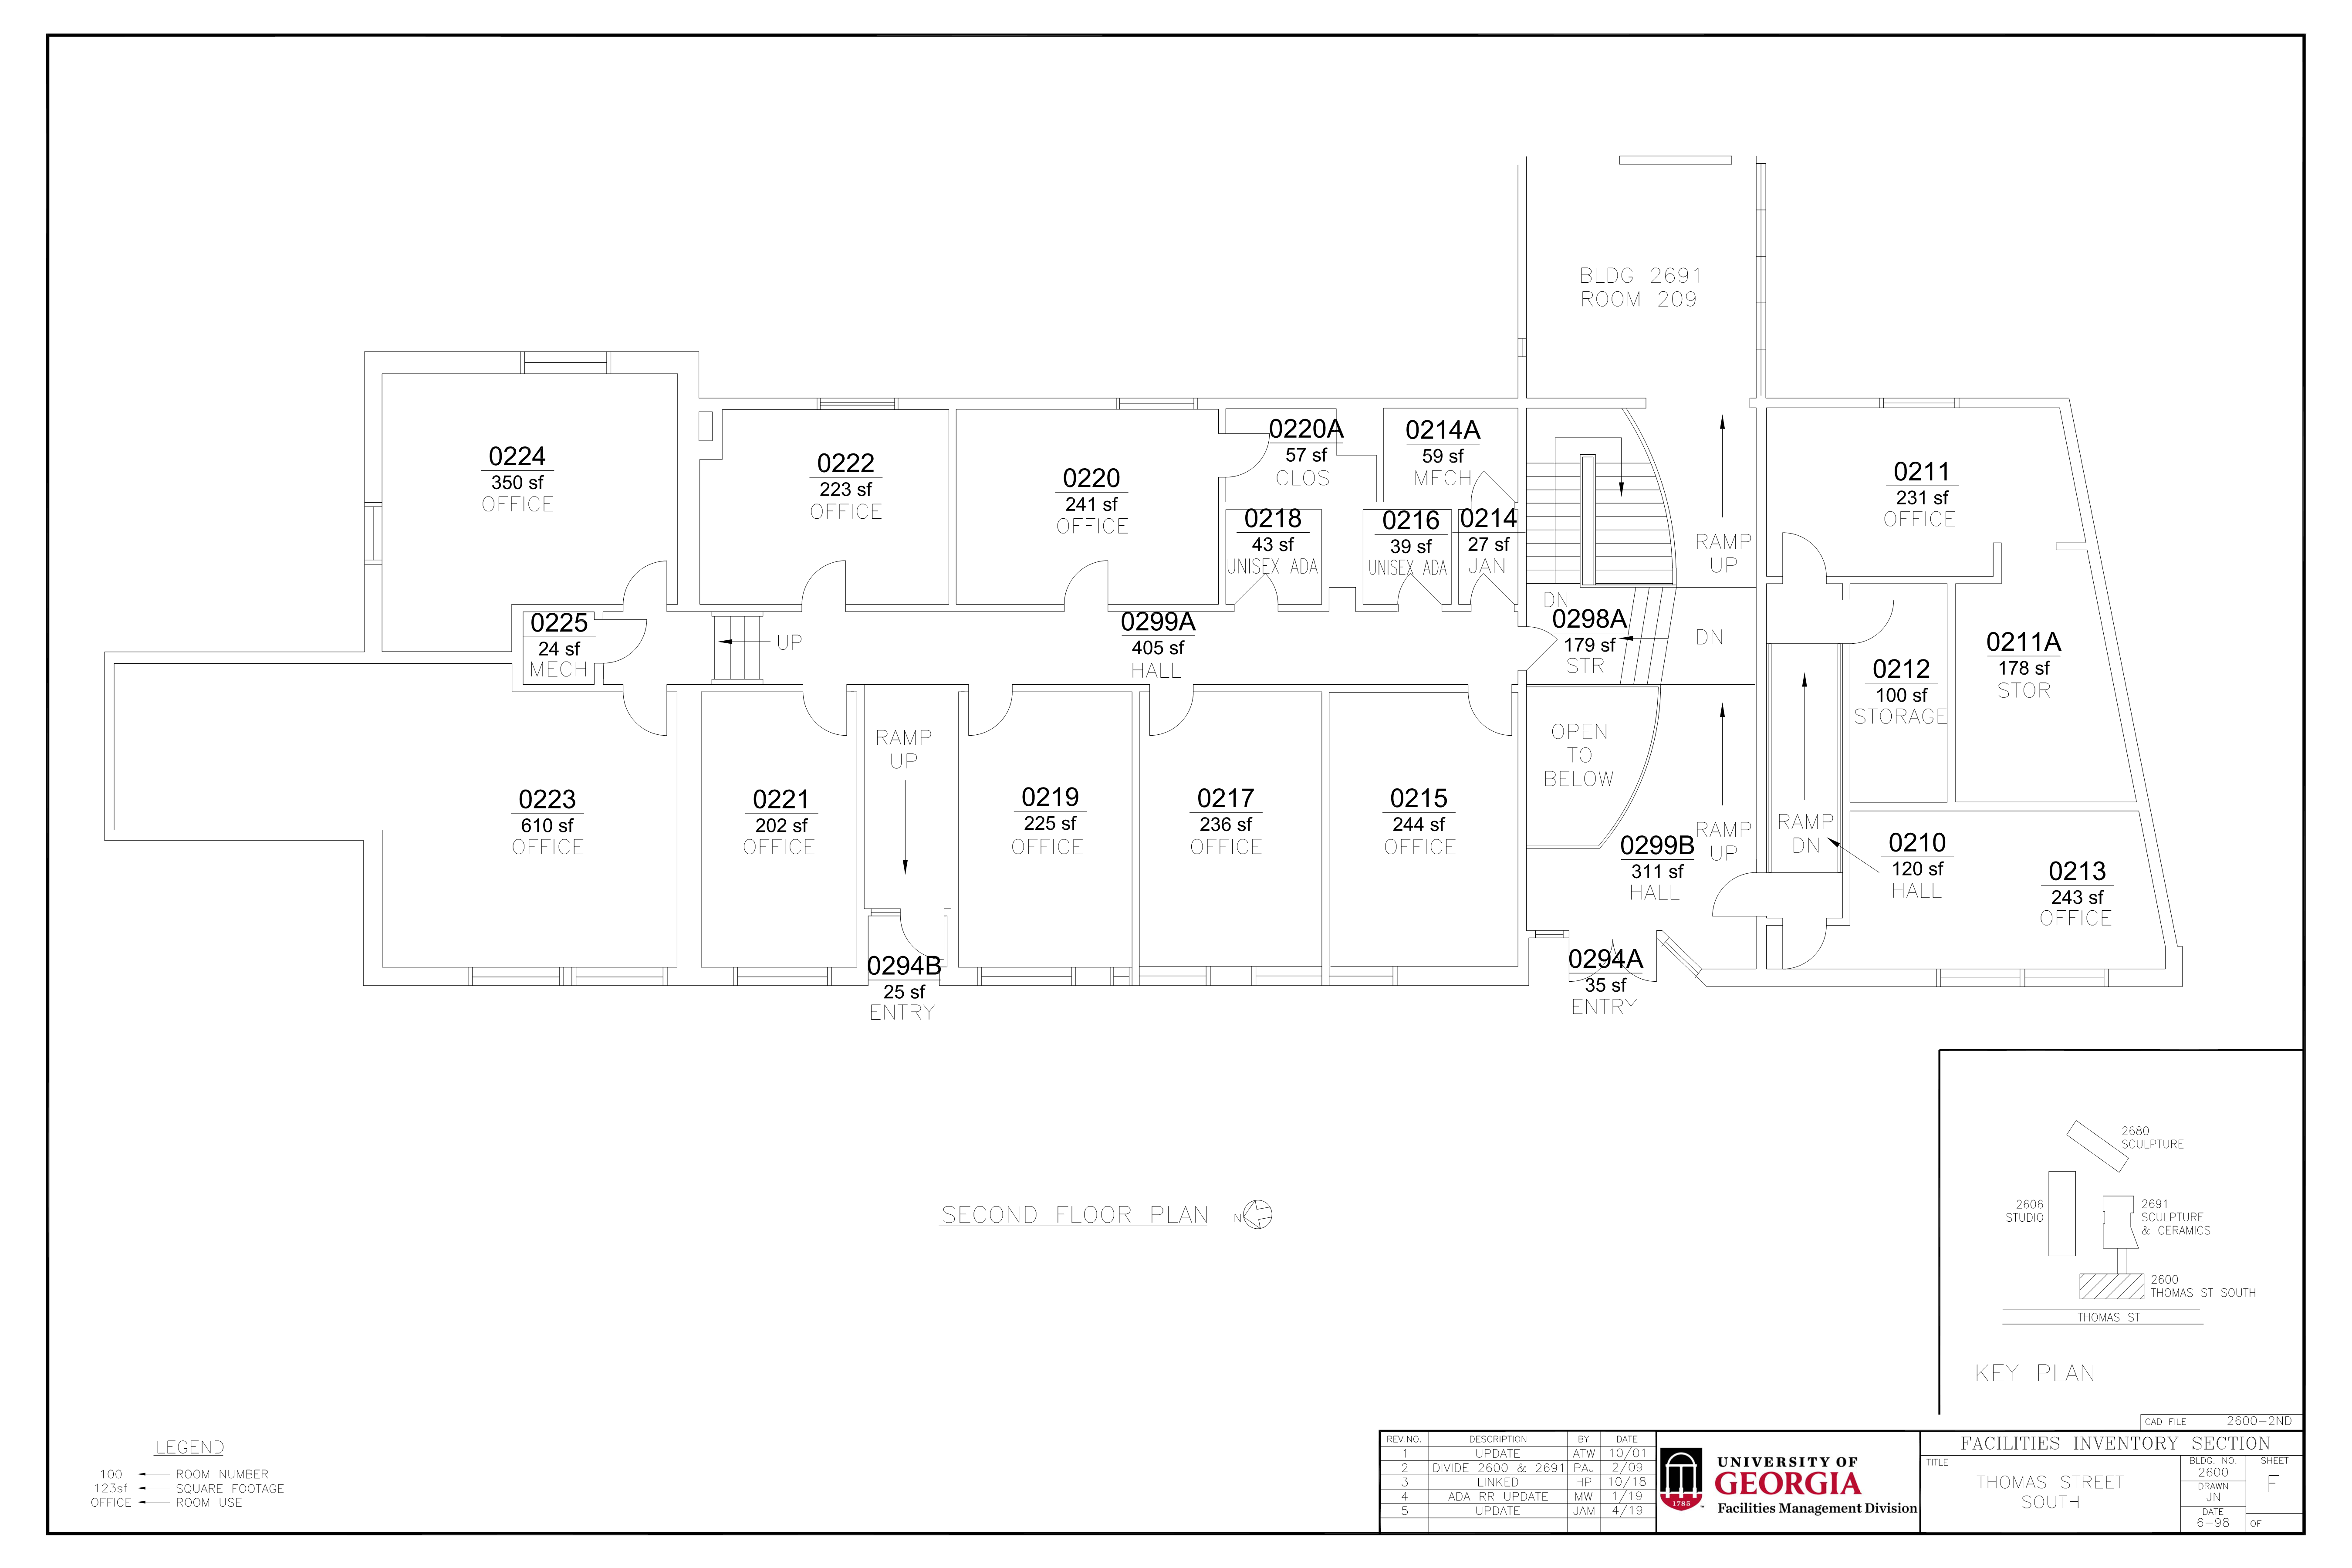 BLDG 2691
ROOM 209
0224
350 sf
OFFICE
0222
223 sf
OFFICE
0220
241 sf
OFFICE
0220A
57 sf
CLOS
0214A
59 sf
MECH
0218
43 sf
UNISEX ADA
0216
39 sf
UNISEX ADA
0214
27 sf
JAN
RAMP
UP
0211
231 sf
OFFICE
0225
24 sf
MECH
UP
0299A
405 sf
HALL
DN
0298A
179 sf
STR
DN
0212
100 sf
STORAGE
0211A
178 sf
STOR
0223
610 sf
OFFICE
0221
202 sf
OFFICE
RAMP
UP
0219
225 sf
OFFICE
0217
236 sf
OFFICE
0215
244 sf
OFFICE
OPEN
TO
BELOW
0299B
311 sf
HALL
RAMP
UP
RAMP
DN
0210
120 sf
HALL
0213
243 sf
OFFICE
0294B
25 sf
ENTRY
0294A
35 sf
ENTRY
SECOND FLOOR PLAN
N
2680
SCULPTURE
2606
STUDIO
2691
SCULPTURE
& CERAMICS
2600
THOMAS ST SOUTH
THOMAS ST
KEY PLAN
LEGEND
100 ROOM NUMBER
123sf SQUARE FOOTAGE
OFFICE ROOM USE
CAD FILE 2600-2ND
REV.NO. DESCRIPTION BY DATE
1 UPDATE ATW 10/01
2 DIVIDE 2600 & 2691 PAJ 2/09
3 LINKED HP 10/18
4 ADA RR UPDATE MW 1/19
5 UPDATE JAM 4/19
1785
UNIVERSITY OF
GEORGIA
Facilities Management Division
FACILITIES INVENTORY SECTION
TITLE
THOMAS STREET
SOUTH
BLDG. NO.
2600
DRAWN
JN
DATE
6-98
SHEET
F
OF